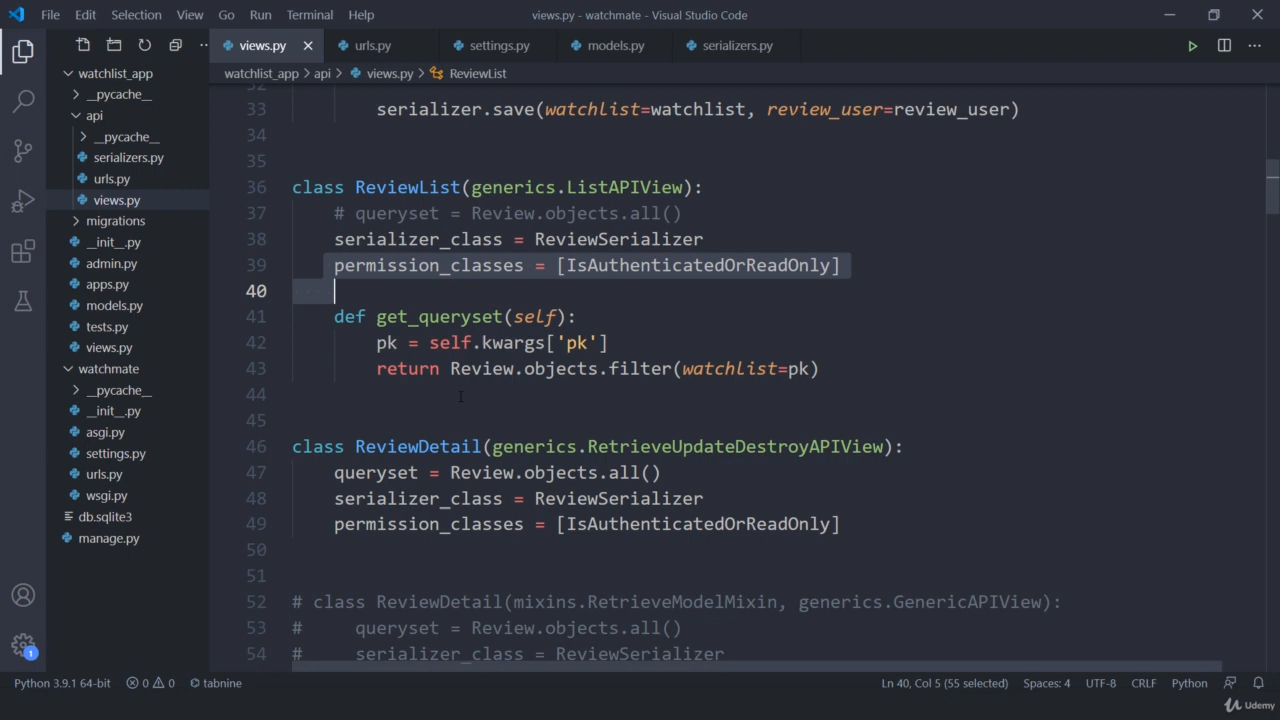 File Edit Selection View Go Run Terminal Help
views.py - watchmate - Visual Studio Code
views.py
urls.py
settings.py
models.py
serializers.py
watchlist_app > api > views.py > ReviewList
watchlist_app
__pycache__
api
__pycache__
serializers.py
urls.py
views.py
migrations
__init__.py
admin.py
apps.py
models.py
tests.py
views.py
watchmate
__pycache__
__init__.py
asgi.py
settings.py
urls.py
wsgi.py
db.sqlite3
manage.py
32
33 serializer.save(watchlist=watchlist, review_user=review_user)
34
35
36 class ReviewList(generics.ListAPIView):
37 # queryset = Review.objects.all()
38 serializer_class = ReviewSerializer
39 permission_classes = [IsAuthenticatedOrReadOnly]
40
41 def get_queryset(self):
42 pk = self.kwargs['pk']
43 return Review.objects.filter(watchlist=pk)
44
45
46 class ReviewDetail(generics.RetrieveUpdateDestroyAPIView):
47 queryset = Review.objects.all()
48 serializer_class = ReviewSerializer
49 permission_classes = [IsAuthenticatedOrReadOnly]
50
51
52 # class ReviewDetail(mixins.RetrieveModelMixin, generics.GenericAPIView):
53 # queryset = Review.objects.all()
54 # serializer_class = ReviewSerializer
1
Python 3.9.1 64-bit 0 0 tabnine Ln 40, Col 5 (55 selected) Spaces: 4 UTF-8 CRLF Python
Udemy